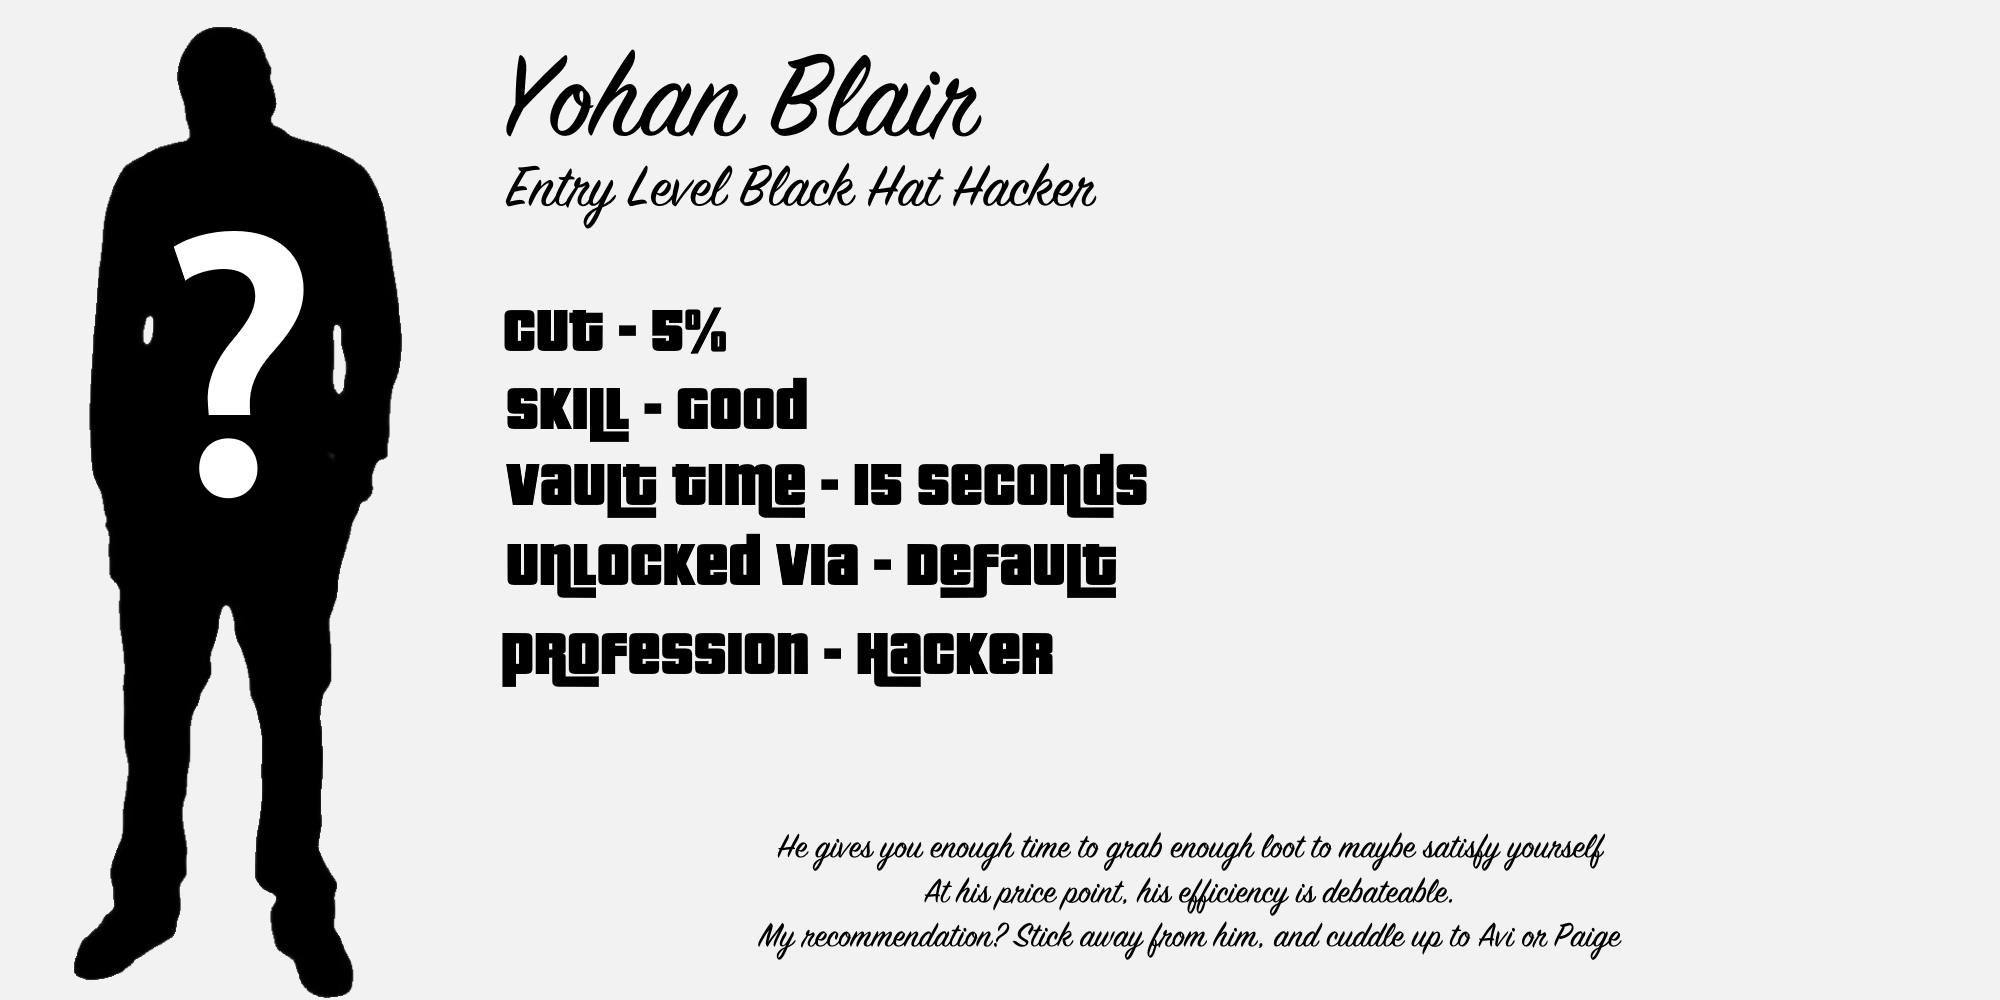 ?
Yohan Blair
Entry Level Black Hat Hacker
Cut - 5%
Skill - Good
Vault Time - 15 Seconds
Unlocked Via - Default
Profession - Hacker
He gives you enough time to grab enough loot to maybe satisfy yourself
At his price point, his efficiency is debateable.
My recommendation? Stick away from him, and cuddle up to Avi or Paige